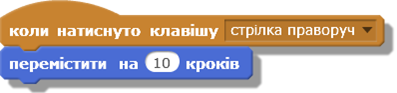 коли натиснуто клавішу стрілка праворуч
перемістити на 10 кроків